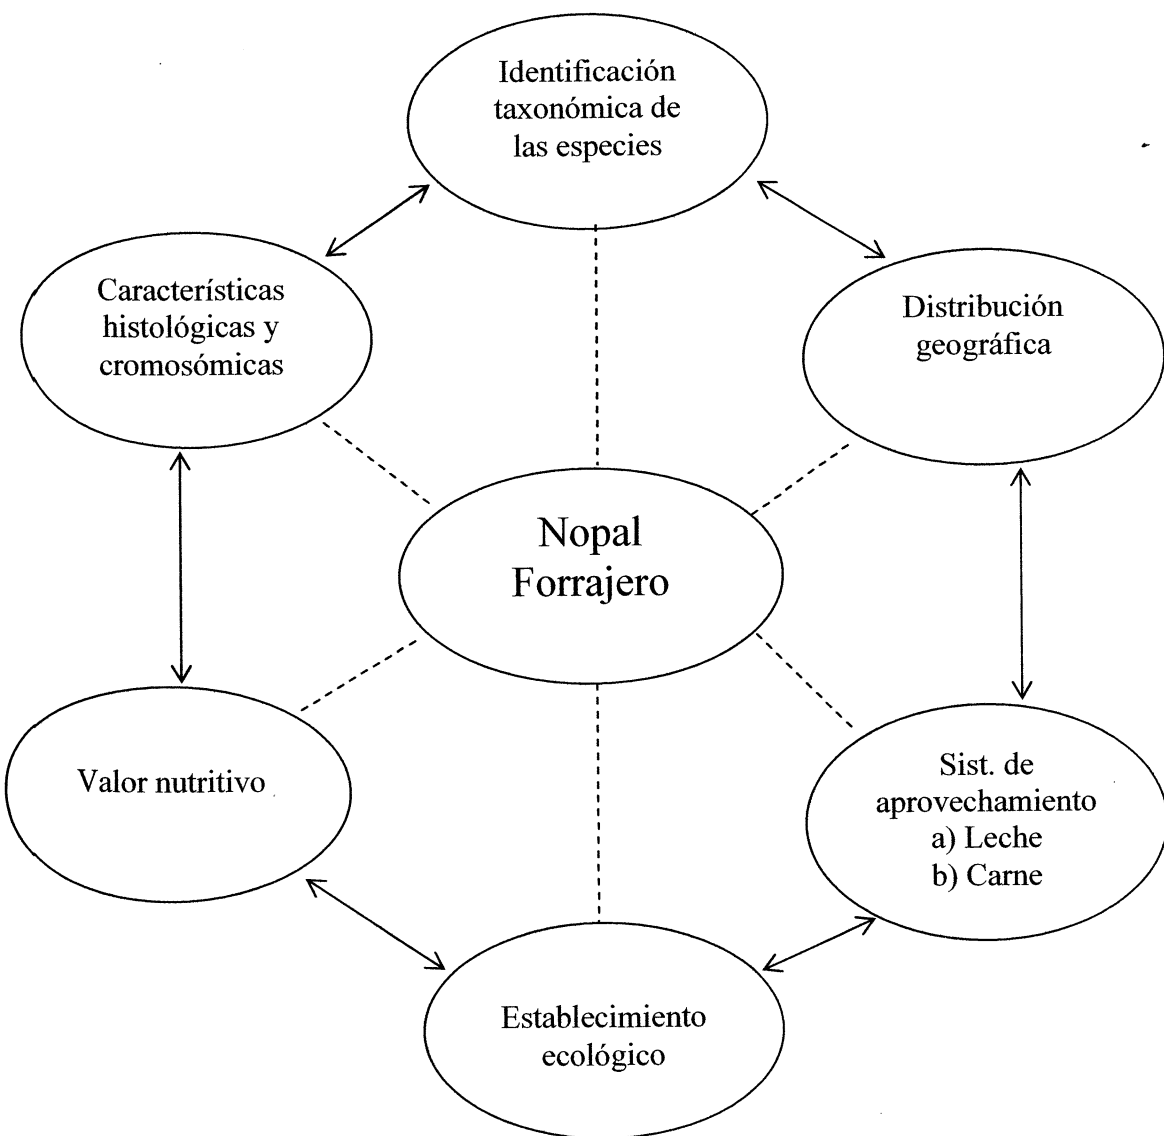 Identificación
taxonómica de
las especies
Características
histológicas y
cromosómicas
Distribución
geográfica
Nopal
Forrajero
Valor nutritivo
Sist. de
aprovechamiento
a) Leche
b) Carne
Establecimiento
ecológico